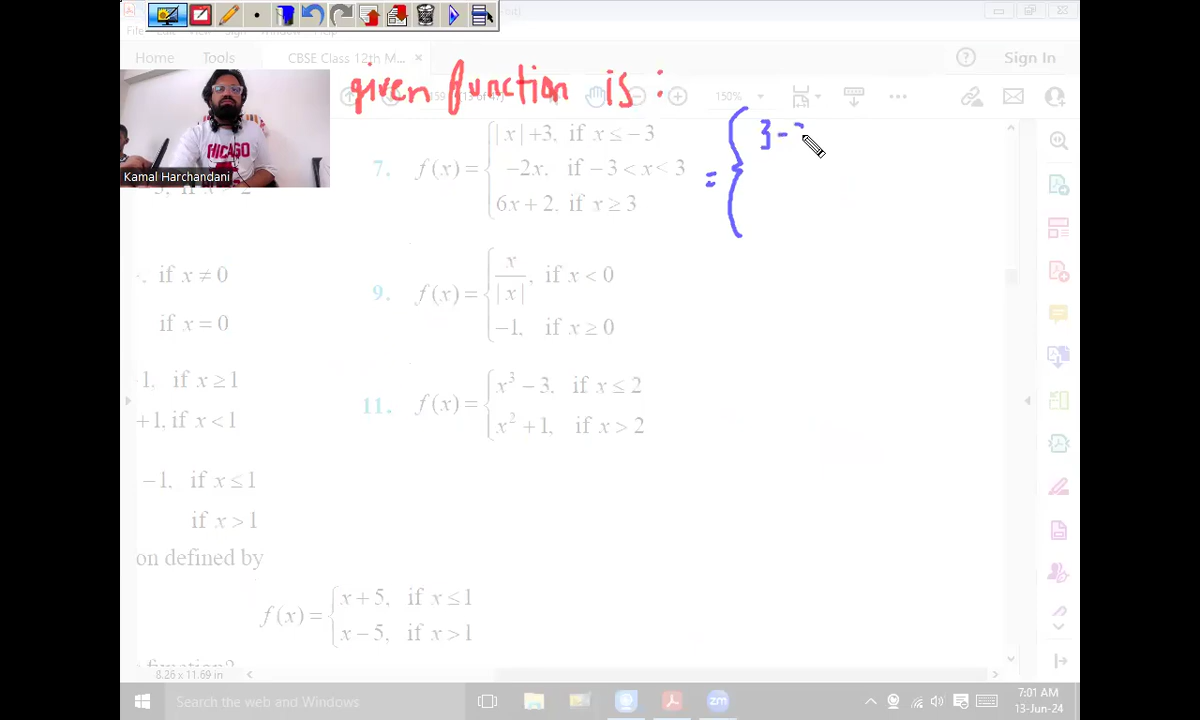 Home Tools CBSE Class 12th M... × Sign In
given function is :
150%
Kamal Harchandani
7. f(x) = | x | +3, if x ≤ − 3
−2x, if −3 < x < 3
6x + 2, if x ≥ 3
= { 3 -
if x ≠ 0
if x = 0
9. f(x) = x / | x |, if x < 0
−1, if x ≥ 0
1, if x ≥ 1
+1, if x < 1
11. f(x) = x³ − 3, if x ≤ 2
x² + 1, if x > 2
−1, if x ≤ 1
if x > 1
on defined by
f(x) = x + 5, if x ≤ 1
x − 5, if x > 1
function?
8.26 x 11.69 in
Search the web and Windows
zm
7:01 AM
13-Jun-24